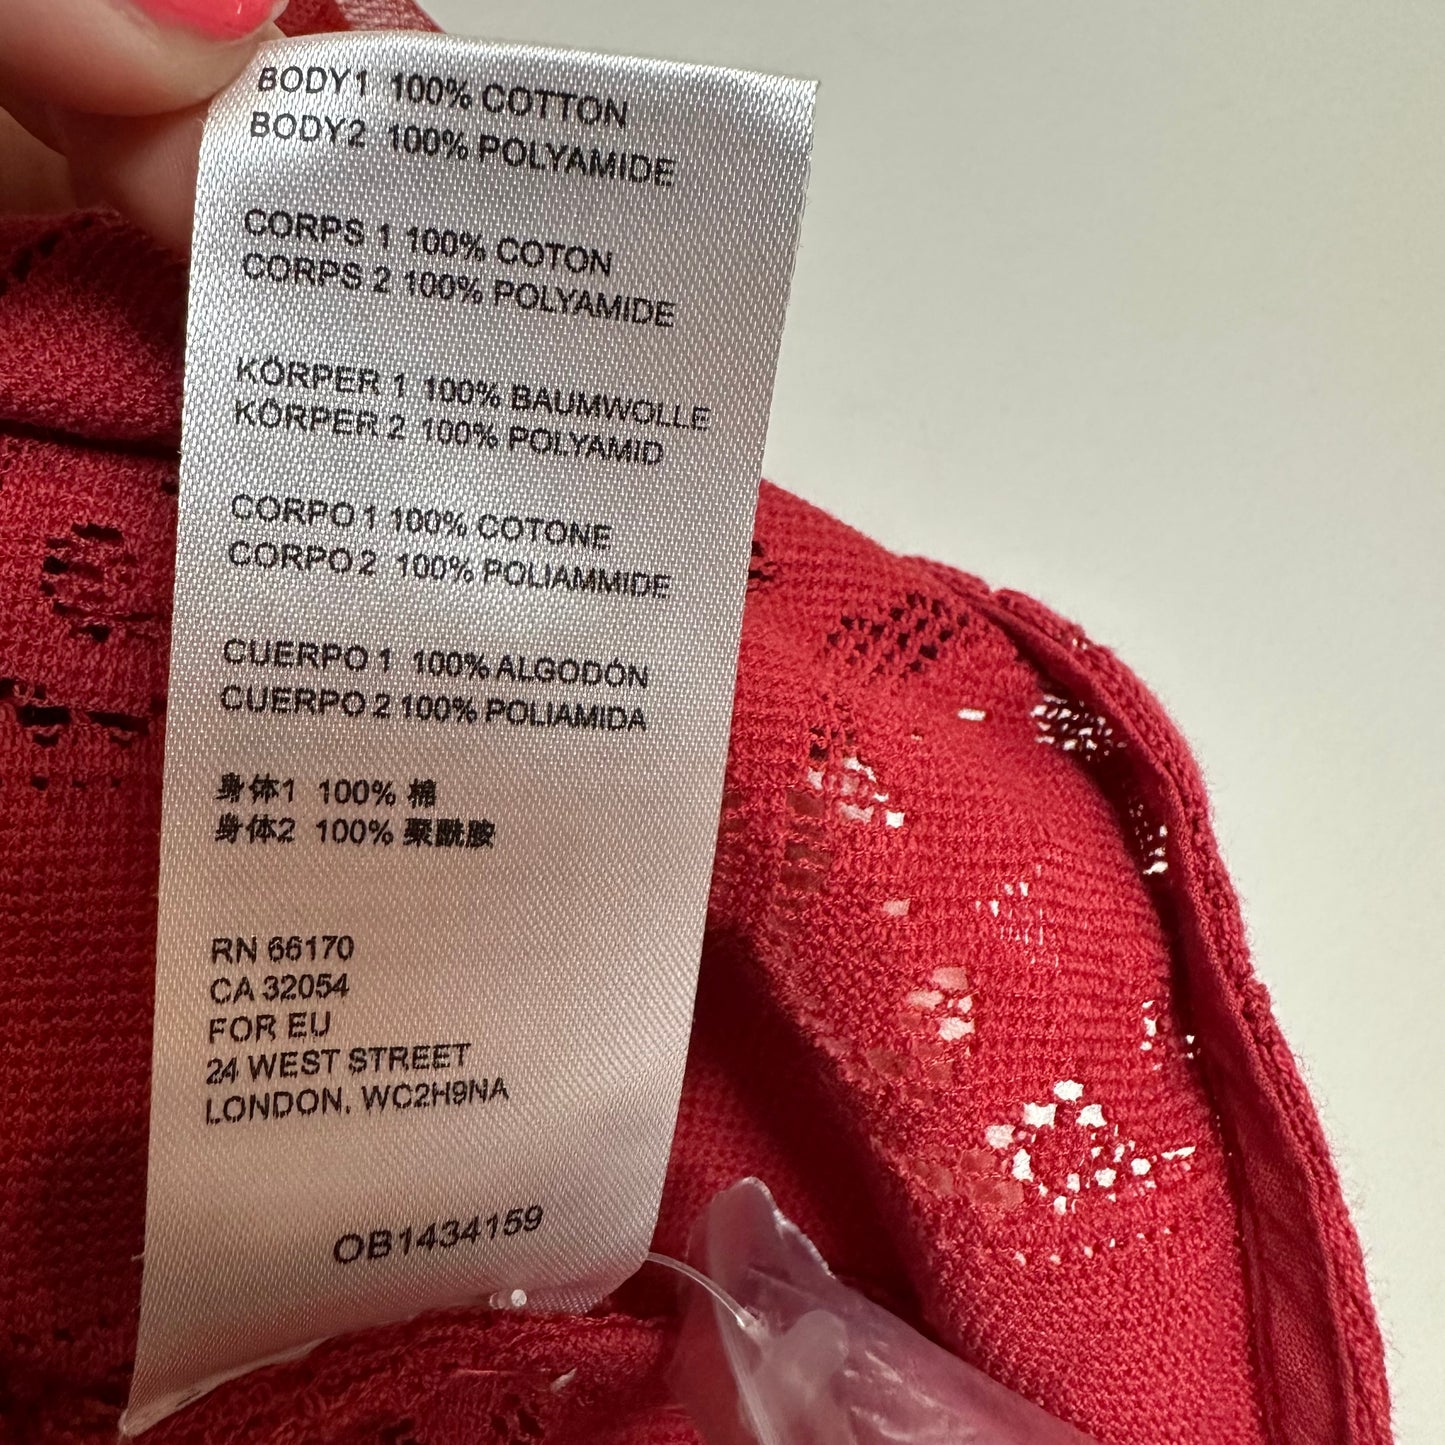 BODY1 100% COTTON
BODY2 100% POLYAMIDE
CORPS 1 100% COTON
CORPS 2 100% POLYAMIDE
KÖRPER 1 100% BAUMWOLLE
KÖRPER 2 100% POLYAMID
CORPO 1 100% COTONE
CORPO 2 100% POLIAMMIDE
CUERPO 1 100% ALGODÓN
CUERPO 2 100% POLIAMIDA
身体1 100% 棉
身体2 100% 聚酰胺
RN 66170
CA 32054
FOR EU
24 WEST STREET
LONDON, WC2H9NA
OB1434159